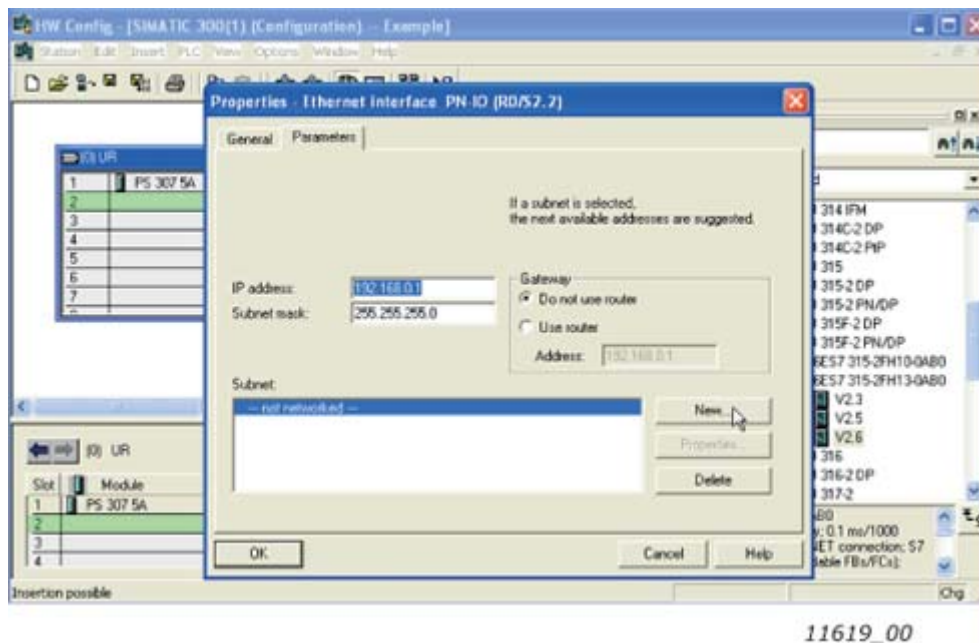 HW Config - [SIMATIC 300(1) (Configuration) -- Example]
Station Edit Insert PLC View Options Window Help
Properties - Ethernet interface PN-IO (R0/S2.2)
General Parameters
(0) UR
1 PS 307 5A
2
3
4
5
6
7
If a subnet is selected,
the next available addresses are suggested.
IP address: 192.168.0.1
Subnet mask: 255.255.255.0
Gateway
Do not use router
Use router
Address: 192.168.0.1
Subnet:
--- not networked ---
New...
Properties...
Delete
OK
Cancel
Help
314 IFM
314C-2 DP
314C-2 PtP
315
315-2 DP
315-2 PN/DP
315F-2 DP
315F-2 PN/DP
6ES7 315-2FH10-0AB0
6ES7 315-2FH13-0AB0
V2.3
V2.5
V2.6
316
316-2 DP
317-2
(0) UR
Slot Module
1 PS 307 5A
2
3
4
AB0
y; 0.1 ms/1000
ET connection; S7
able FBs/FCs);
Insertion possible
Chg
11619_00